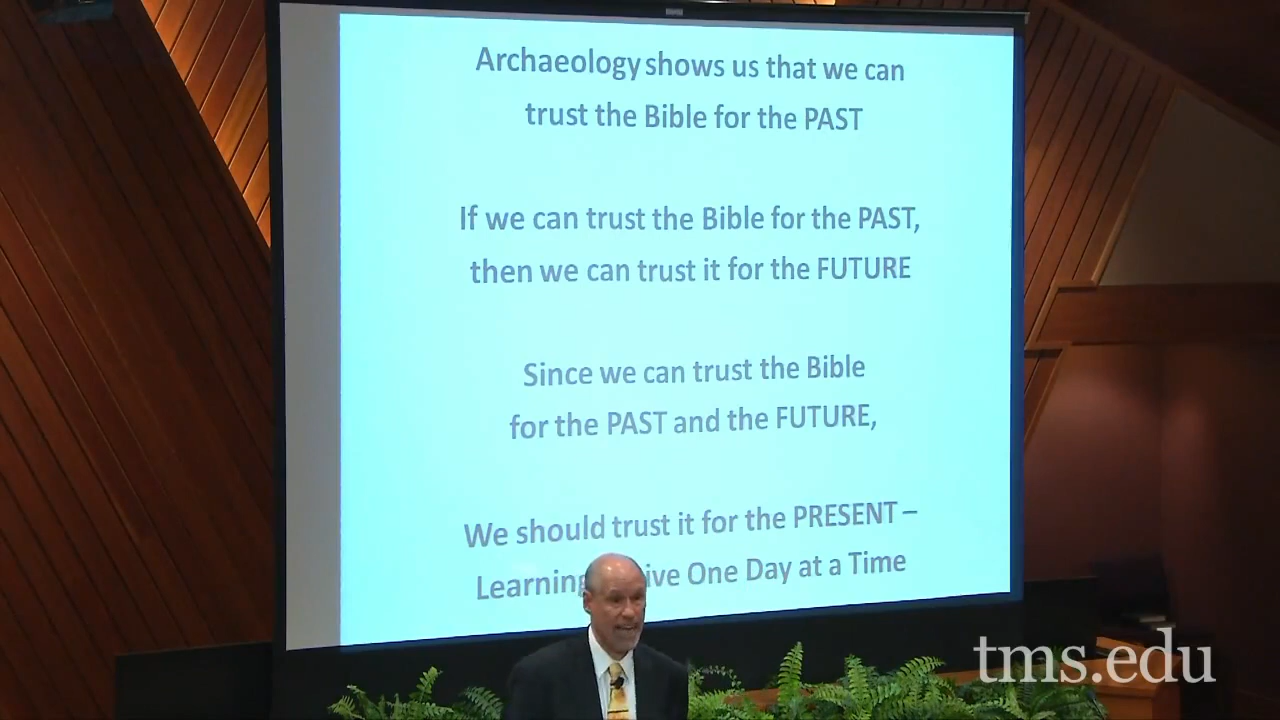 Archaeology shows us that we can
trust the Bible for the PAST
If we can trust the Bible for the PAST,
then we can trust it for the FUTURE
Since we can trust the Bible
for the PAST and the FUTURE,
We should trust it for the PRESENT –
Learning One Day at a Time
tms.edu